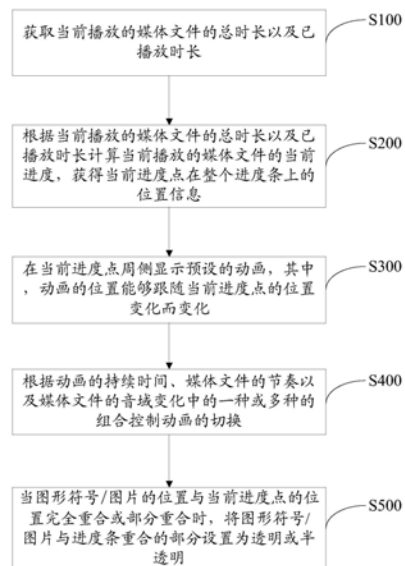 获取当前播放的媒体文件的总时长以及已
播放时长
S100
根据当前播放的媒体文件的总时长以及已
播放时长计算当前播放的媒体文件的当前
进度，获得当前进度点在整个进度条上的
位置信息
S200
在当前进度点周侧显示预设的动画，其中
，动画的位置能够跟随当前进度点的位置
变化而变化
S300
根据动画的持续时间、媒体文件的节奏以
及媒体文件的音域变化中的一种或多种的
组合控制动画的切换
S400
当图形符号/图片的位置与当前进度点的位
置完全重合或部分重合时，将图形符号/
图片与进度条重合的部分设置为透明或半
透明
S500